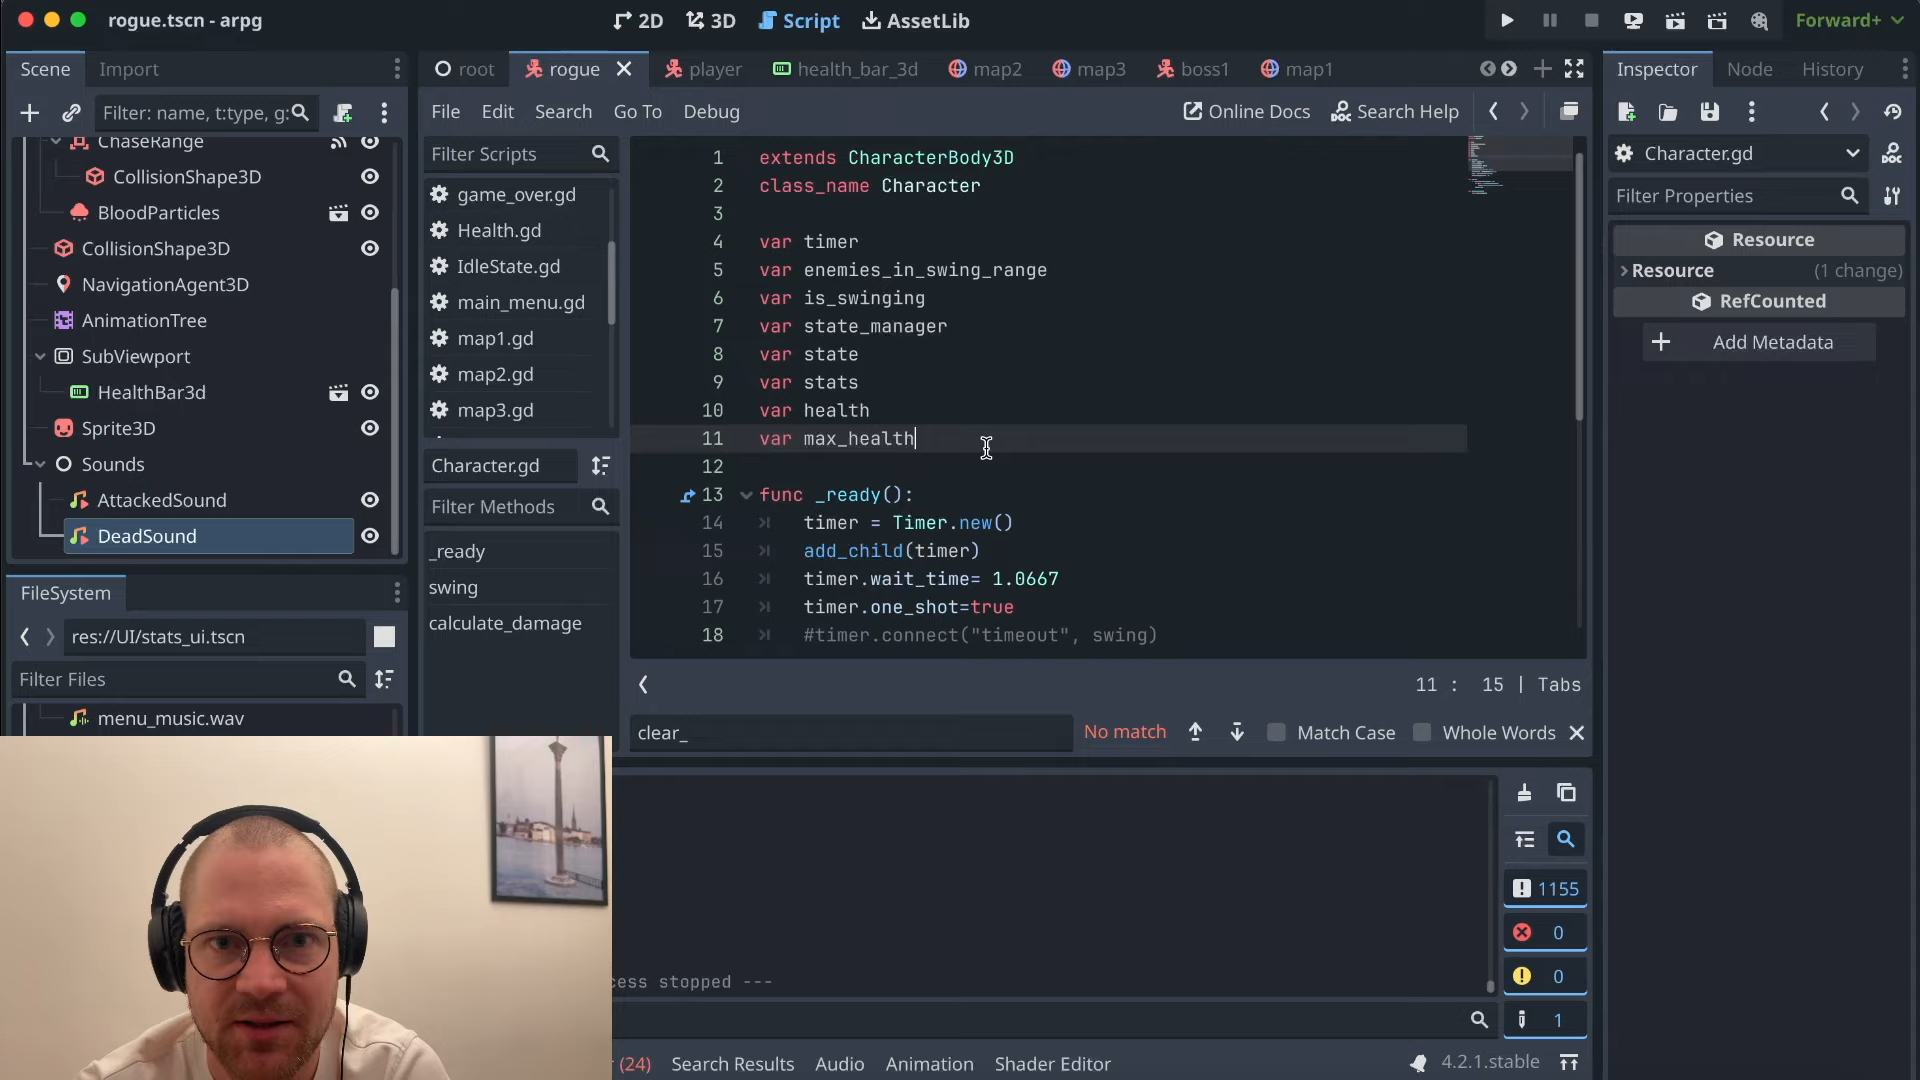 rogue.tscn - arpg
2D 3D Script AssetLib
Forward+
Scene Import
root rogue player health_bar_3d map2 map3 boss1 map1
Inspector Node History
Filter: name, t:type, g:
File Edit Search Go To Debug
Online Docs Search Help
ChaseRange
CollisionShape3D
BloodParticles
CollisionShape3D
NavigationAgent3D
AnimationTree
SubViewport
HealthBar3d
Sprite3D
Sounds
AttackedSound
DeadSound
FileSystem
res://UI/stats_ui.tscn
Filter Files
menu_music.wav
Filter Scripts
game_over.gd
Health.gd
IdleState.gd
main_menu.gd
map1.gd
map2.gd
map3.gd
Character.gd
Filter Methods
_ready
swing
calculate_damage
1 extends CharacterBody3D
2 class_name Character
3
4 var timer
5 var enemies_in_swing_range
6 var is_swinging
7 var state_manager
8 var state
9 var stats
10 var health
11 var max_health
12
13 func _ready():
14 timer = Timer.new()
15 add_child(timer)
16 timer.wait_time= 1.0667
17 timer.one_shot=true
18 #timer.connect("timeout", swing)
11 : 15 | Tabs
clear_ No match Match Case Whole Words
Character.gd
Filter Properties
Resource
Resource (1 change)
RefCounted
Add Metadata
1155
0
0
1
cess stopped ---
(24) Search Results Audio Animation Shader Editor
4.2.1.stable